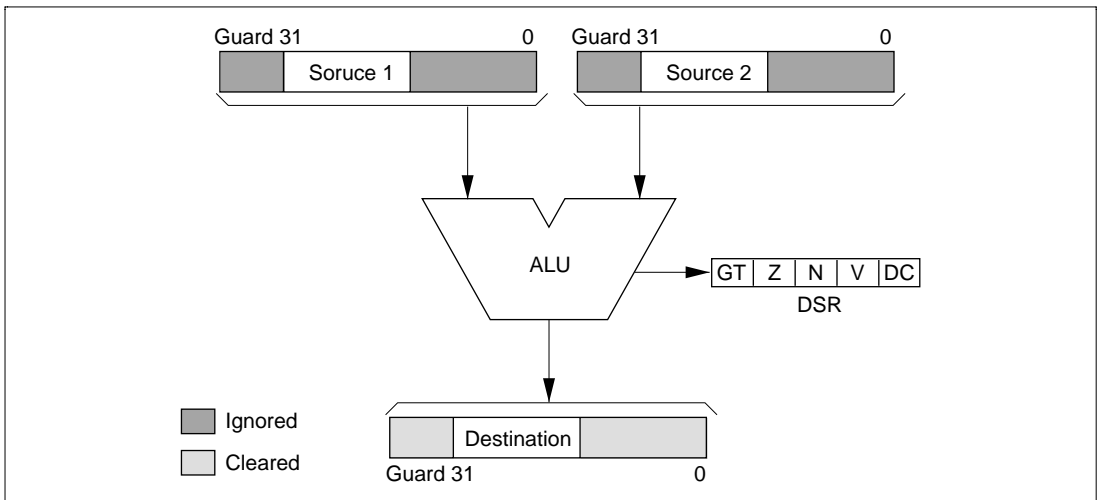 Guard 31 0
Guard 31 0
Soruce 1
Source 2
ALU
GT Z N V DC
DSR
Ignored
Cleared
Destination
Guard 31 0